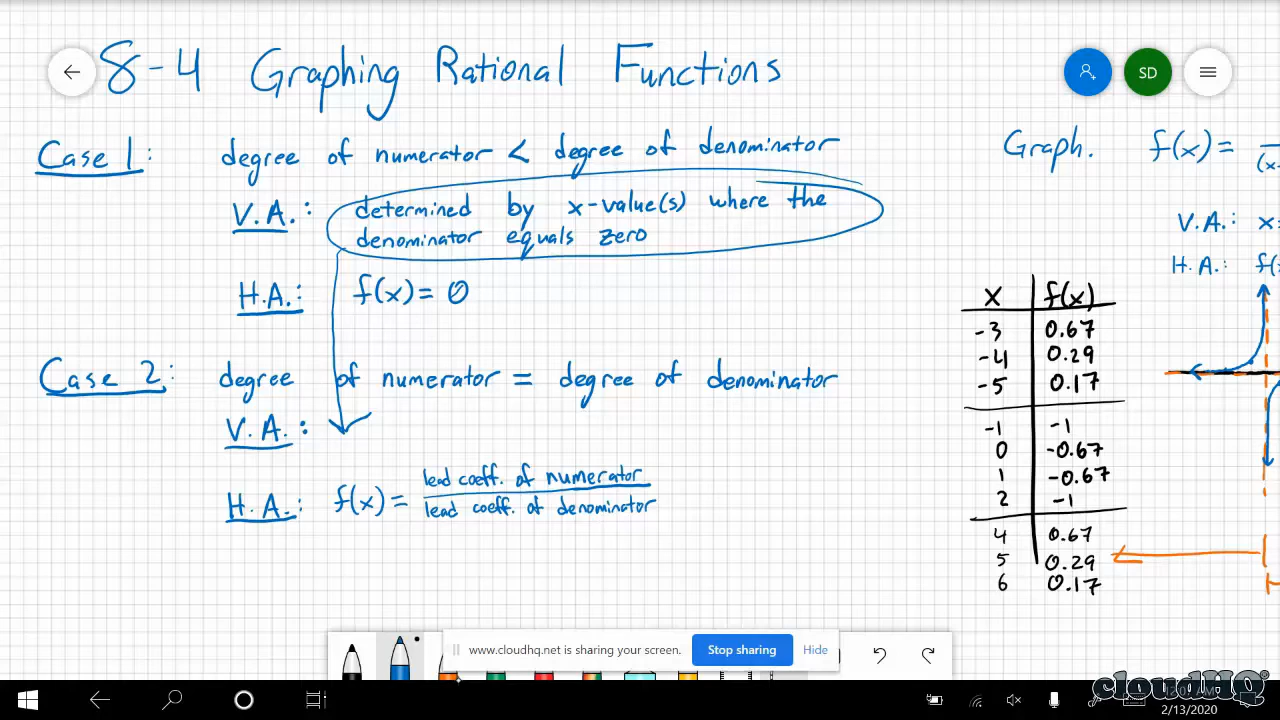 8-4 Graphing Rational Functions
SD
Case 1: degree of numerator < degree of denominator
V.A.: determined by x-value(s) where the
denominator equals zero
H.A.: f(x) = 0
Case 2: degree of numerator = degree of denominator
V.A.:
H.A.: f(x) = lead coeff. of numerator
lead coeff. of denominator
Graph. f(x) =
(x
V.A.: x
H.A.: f(
x f(x)
-3 0.67
-4 0.29
-5 0.17
-1 -1
0 -0.67
1 -0.67
2 -1
4 0.67
5 0.29
6 0.17
www.cloudhq.net is sharing your screen. Stop sharing Hide
cloudHQ
2/13/2020